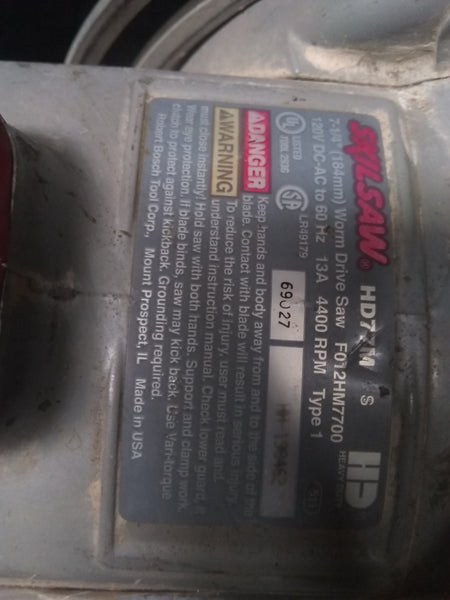 SKILSAW® HD77M S
HD
HEAVY DUTY
7-1/4" (184mm) Worm Drive Saw F012HM7700
120V DC-AC to 60 Hz 13A 4400 RPM Type 1
UL LISTED
LR49179
69027
DANGER Keep hands and body away from and to the side of the
blade. Contact with blade will result in serious injury.
WARNING To reduce the risk of injury, user must read and
understand instruction manual. Check lower guard, it
must close instantly! Hold saw with both hands. Support and clamp work.
Wear eye protection. If blade binds, saw may kick back. Use Vari-torque
clutch to protect against kickback. Grounding required.
Robert Bosch Tool Corp., Mount Prospect, IL Made in USA